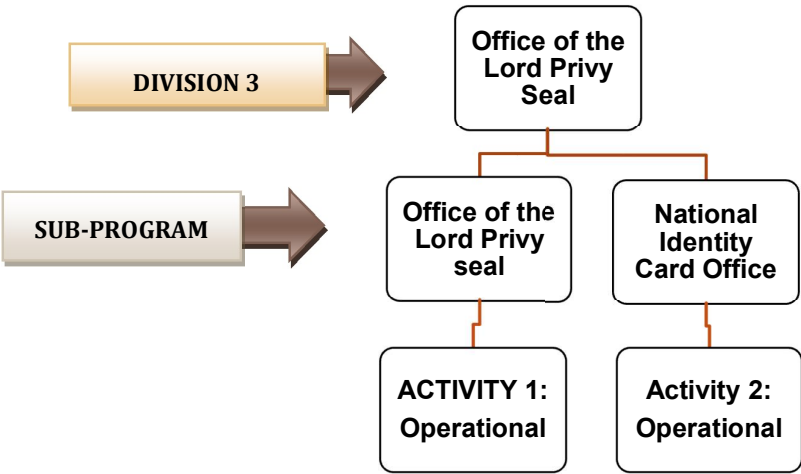 DIVISION 3
Office of the
Lord Privy
Seal
SUB-PROGRAM
Office of the
Lord Privy
seal
National
Identity
Card Office
ACTIVITY 1:
Operational
Activity 2:
Operational